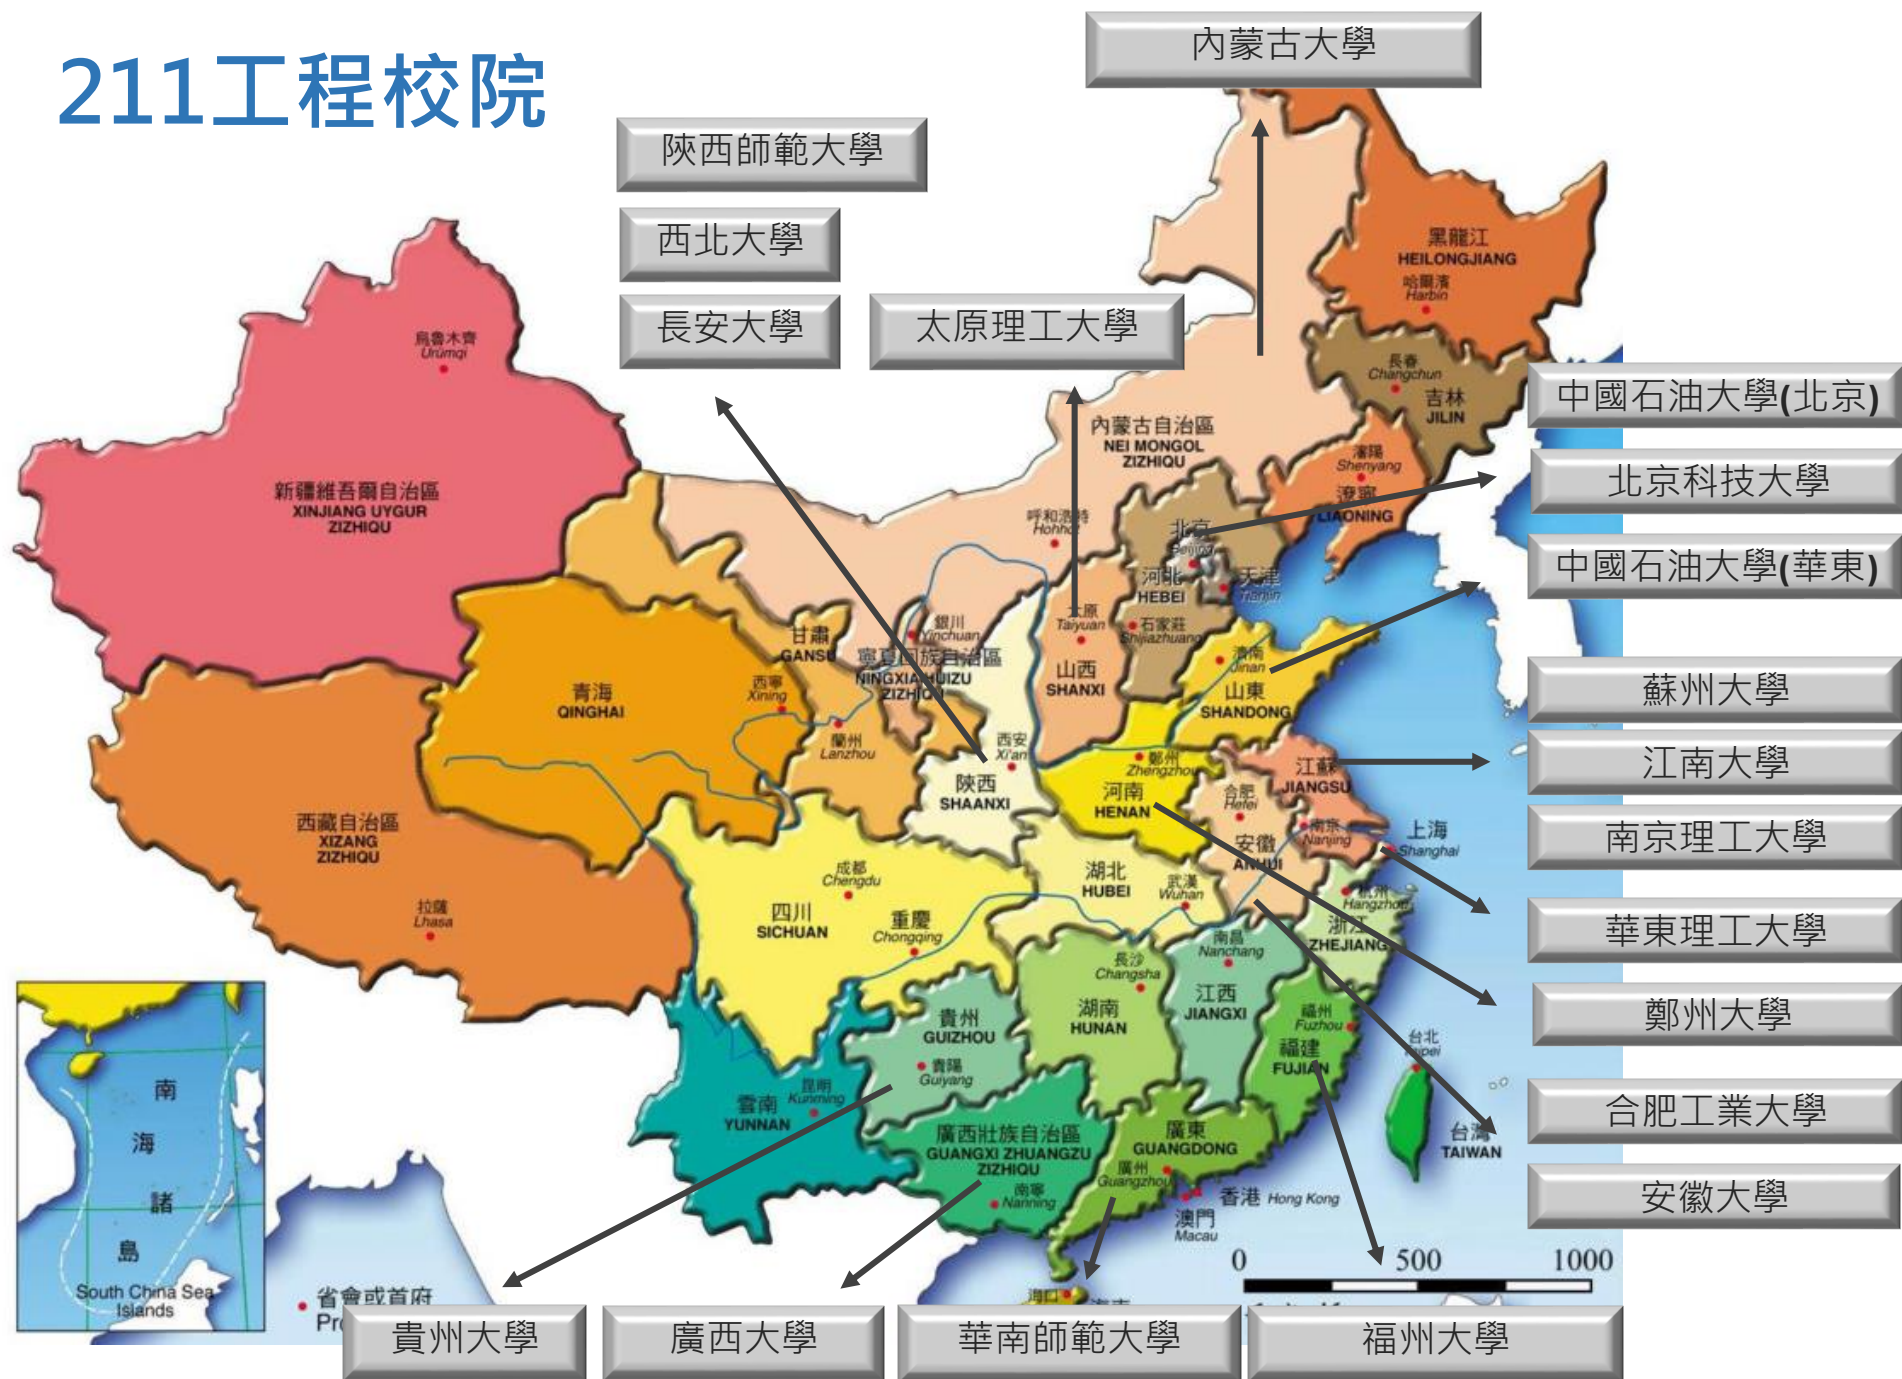 211工程校院
內蒙古大學
陝西師範大學
西北大學
長安大學
太原理工大學
中國石油大學(北京)
北京科技大學
中國石油大學(華東)
蘇州大學
江南大學
南京理工大學
華東理工大學
鄭州大學
合肥工業大學
安徽大學
貴州大學
廣西大學
華南師範大學
福州大學
黑龍江
HEILONGJIANG
哈爾濱
Harbin
長春
Changchun
吉林
JILIN
瀋陽
Shenyang
遼寧
LIAONING
內蒙古自治區
NEI MONGOL
ZIZHIQU
呼和浩特
Hohhot
烏魯木齊
Urümqi
新疆維吾爾自治區
XINJIANG UYGUR
ZIZHIQU
北京
Beijing
天津
Tianjin
河北
HEBEI
石家莊
Shijiazhuang
太原
Taiyuan
山西
SHANXI
濟南
Jinan
山東
SHANDONG
甘肅
GANSU
銀川
Yinchuan
寧夏回族自治區
NINGXIA HUIZU
ZIZHIQU
青海
QINGHAI
西寧
Xining
蘭州
Lanzhou
西安
Xi'an
陝西
SHAANXI
鄭州
Zhengzhou
河南
HENAN
江蘇
JIANGSU
合肥
Hefei
南京
Nanjing
安徽
ANHUI
上海
Shanghai
西藏自治區
XIZANG
ZIZHIQU
拉薩
Lhasa
成都
Chengdu
四川
SICHUAN
重慶
Chongqing
湖北
HUBEI
武漢
Wuhan
杭州
Hangzhou
浙江
ZHEJIANG
南昌
Nanchang
江西
JIANGXI
長沙
Changsha
湖南
HUNAN
貴州
GUIZHOU
貴陽
Guiyang
福州
Fuzhou
福建
FUJIAN
台北
Taipei
台灣
TAIWAN
昆明
Kunming
雲南
YUNNAN
廣西壯族自治區
GUANGXI ZHUANGZU
ZIZHIQU
南寧
Nanning
廣東
GUANGDONG
廣州
Guangzhou
香港 Hong Kong
澳門
Macau
海口
南
海
諸
島
South China Sea
Islands
省會或首府
0 500 1000